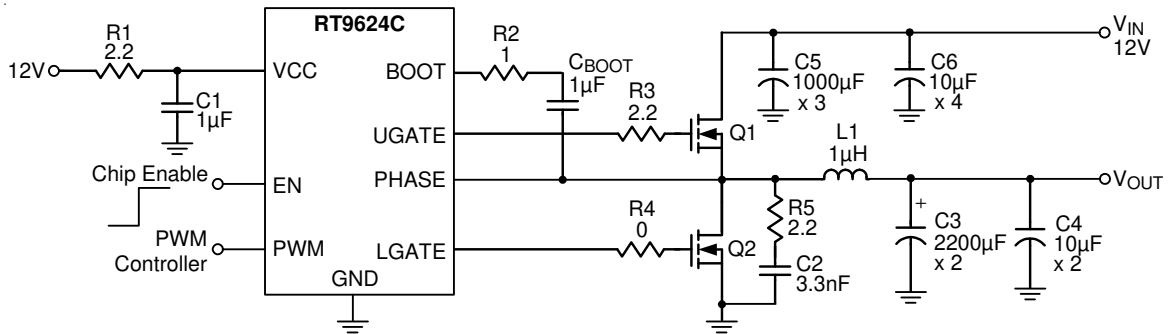 RT9624C
12V
R1
2.2
C1
1µF
Chip Enable
PWM
Controller
VCC
EN
PWM
GND
BOOT
UGATE
PHASE
LGATE
R2
1
CBOOT
1µF
R3
2.2
R4
0
Q1
Q2
R5
2.2
C2
3.3nF
C5
1000µF
x 3
C6
10µF
x 4
VIN
12V
L1
1µH
VOUT
+
C3
2200µF
x 2
C4
10µF
x 2